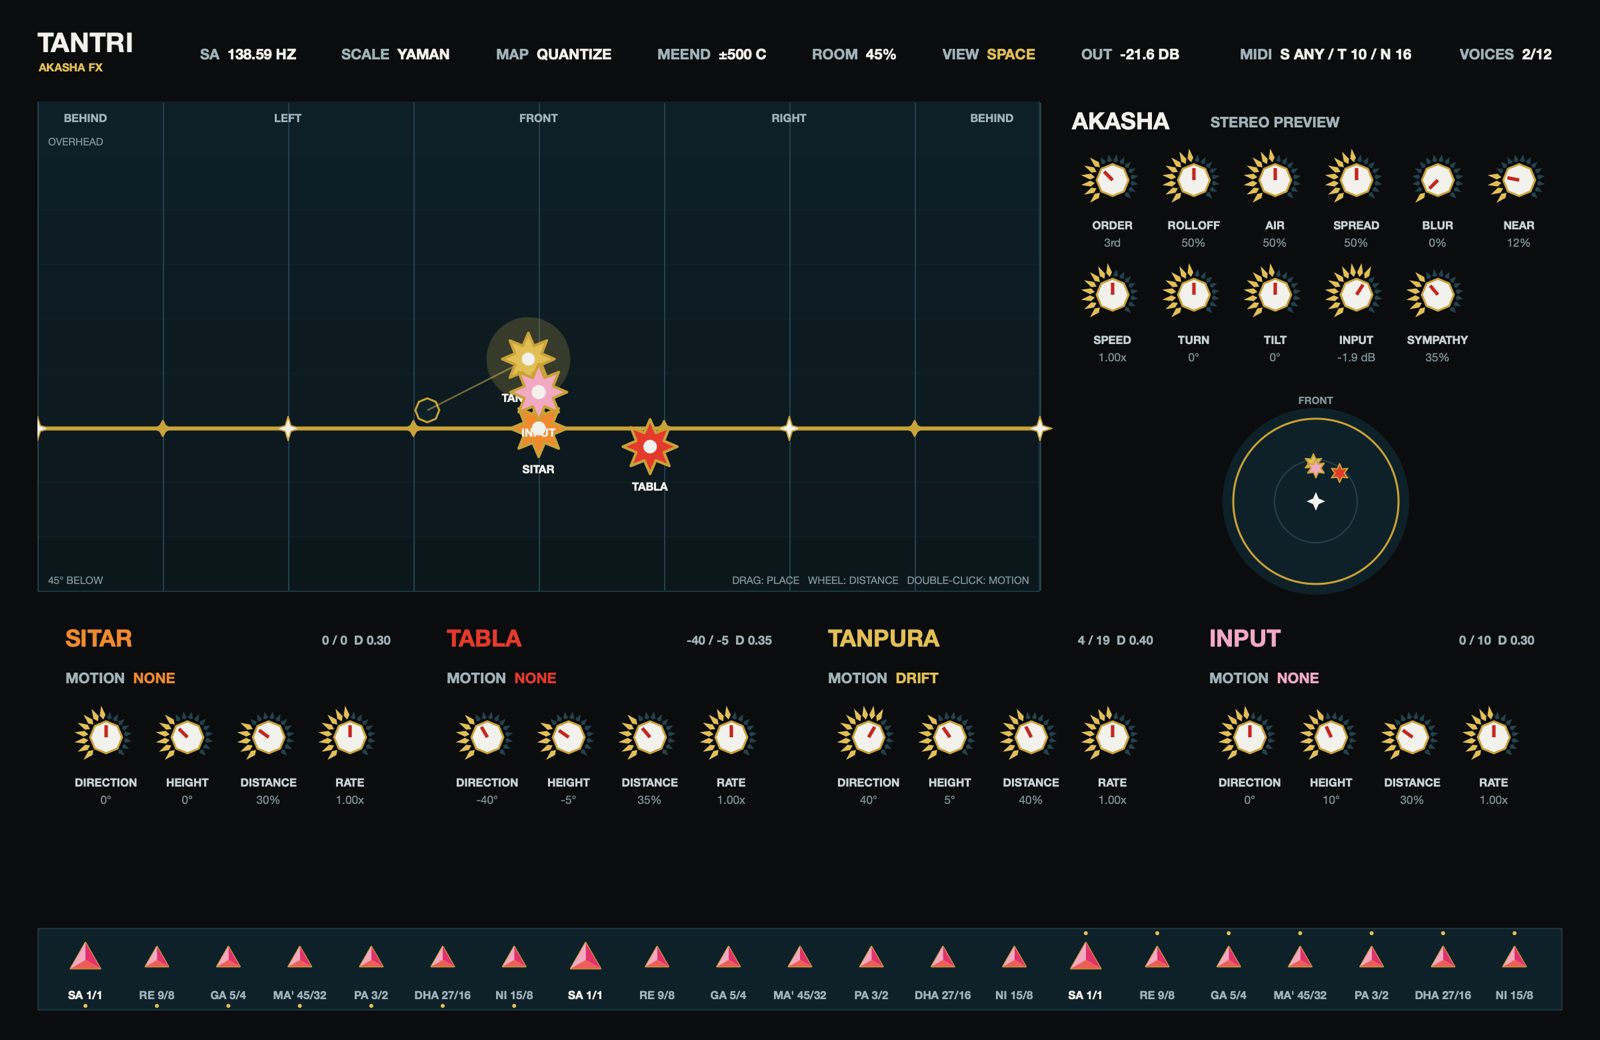 TANTRI
AKASHA FX
SA 138.59 HZ SCALE YAMAN MAP QUANTIZE MEEND ±500 C ROOM 45% VIEW SPACE OUT -21.6 DB MIDI S ANY / T 10 / N 16 VOICES 2/12
BEHIND LEFT FRONT RIGHT BEHIND
OVERHEAD
TAN
INPUT
SITAR
TABLA
45° BELOW
DRAG: PLACE WHEEL: DISTANCE DOUBLE-CLICK: MOTION
AKASHA STEREO PREVIEW
ORDER ROLLOFF AIR SPREAD BLUR NEAR
3rd 50% 50% 50% 0% 12%
SPEED TURN TILT INPUT SYMPATHY
1.00x 0° 0° -1.9 dB 35%
FRONT
SITAR 0 / 0 D 0.30
MOTION NONE
DIRECTION HEIGHT DISTANCE RATE
0° 0° 30% 1.00x
TABLA -40 / -5 D 0.35
MOTION NONE
DIRECTION HEIGHT DISTANCE RATE
-40° -5° 35% 1.00x
TANPURA 4 / 19 D 0.40
MOTION DRIFT
DIRECTION HEIGHT DISTANCE RATE
40° 5° 40% 1.00x
INPUT 0 / 10 D 0.30
MOTION NONE
DIRECTION HEIGHT DISTANCE RATE
0° 10° 30% 1.00x
SA 1/1 RE 9/8 GA 5/4 MA' 45/32 PA 3/2 DHA 27/16 NI 15/8 SA 1/1 RE 9/8 GA 5/4 MA' 45/32 PA 3/2 DHA 27/16 NI 15/8 SA 1/1 RE 9/8 GA 5/4 MA' 45/32 PA 3/2 DHA 27/16 NI 15/8